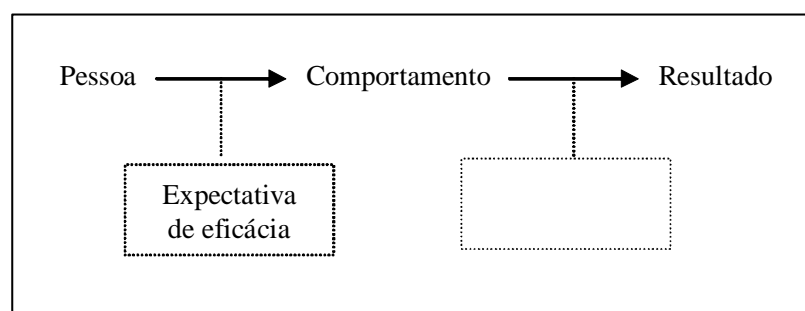 Pessoa Comportamento Resultado
Expectativa
de eficácia